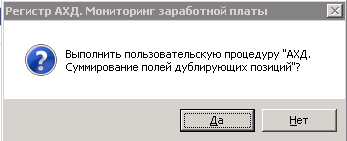 Регистр АХД. Мониторинг заработной платы
Выполнить пользовательскую процедуру "АХД.
Суммирование полей дублирующих позиций"?
Да
Нет